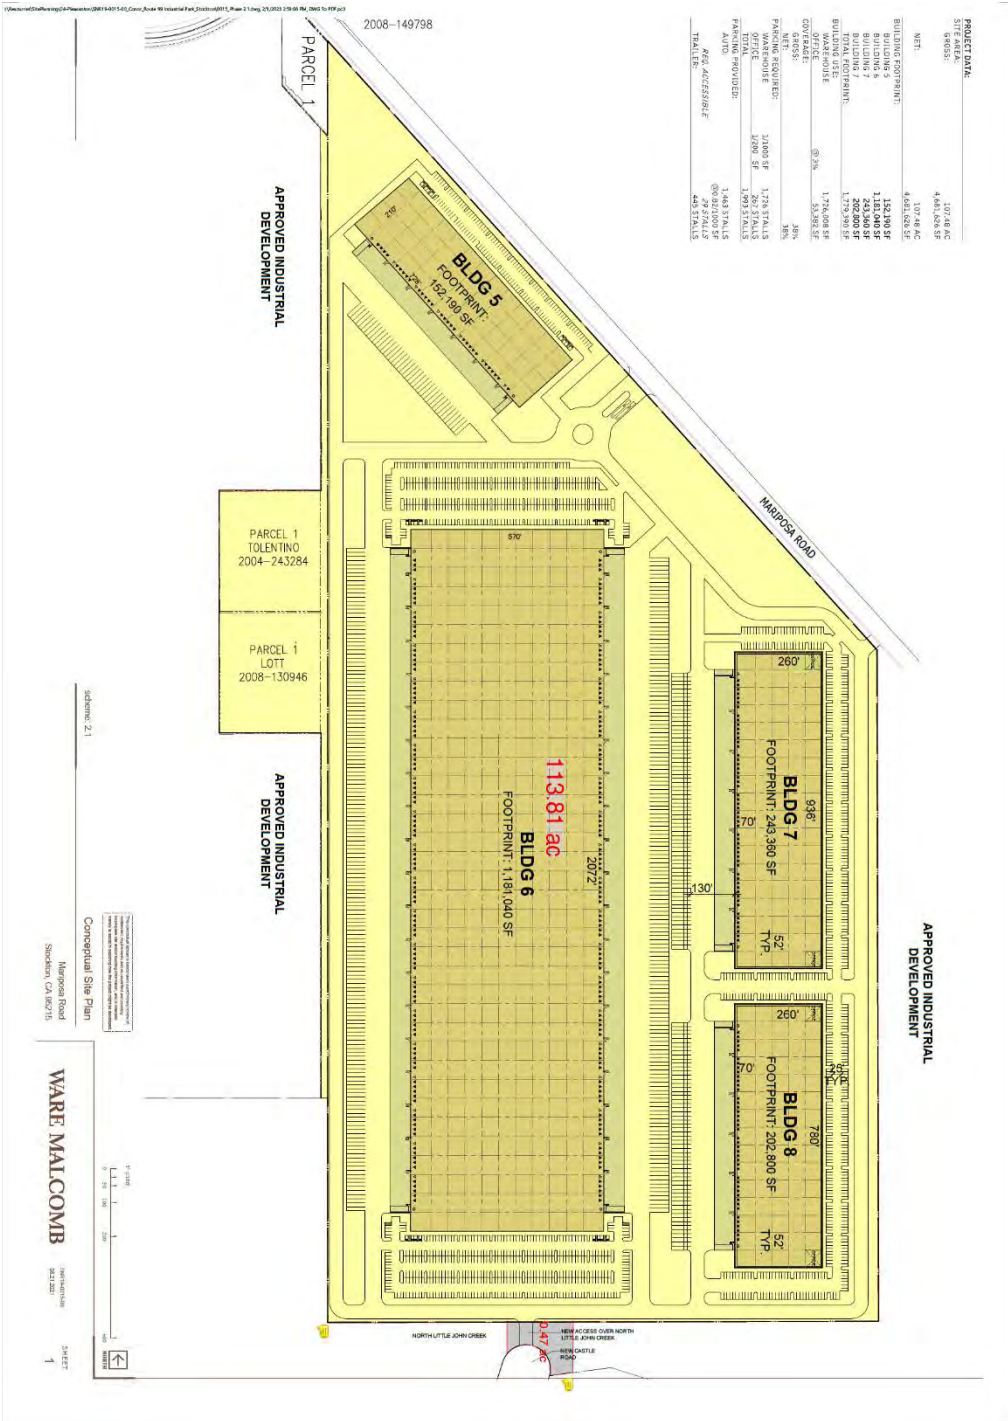 2008-149798
PARCEL 1
PROJECT DATA:
SITE AREA:
GROSS: 107.48 AC
4,681,626 SF
NET: 107.48 AC
4,681,626 SF
BUILDING FOOTPRINT:
BUILDING 5 152,190 SF
BUILDING 6 1,181,040 SF
BUILDING 7 243,360 SF
BUILDING 7 202,800 SF
TOTAL FOOTPRINT: 1,779,390 SF
BUILDING USE:
WAREHOUSE 1,726,008 SF
OFFICE @ 3% 53,382 SF
COVERAGE:
GROSS: 38%
NET: 38%
PARKING REQUIRED:
WAREHOUSE 1/1000 SF 1,726 STALLS
OFFICE 1/200 SF 267 STALLS
TOTAL 1,993 STALLS
PARKING PROVIDED:
AUTO: 1,463 STALLS
@0.82/1000 SF
REQ. ACCESSIBLE 29 STALLS
TRAILER: 445 STALLS
APPROVED INDUSTRIAL
DEVELOPMENT
210'
BLDG 5
FOOTPRINT:
152,190 SF
MARIPOSA ROAD
PARCEL 1
TOLENTINO
2004-243284
PARCEL 1
LOTT
2008-130946
570'
113.81 ac
2072'
BLDG 6
FOOTPRINT: 1,181,040 SF
260'
936'
BLDG 7
FOOTPRINT: 243,360 SF
70'
130'
52'
TYP.
260'
780'
BLDG 8
FOOTPRINT: 202,800 SF
70'
52'
TYP.
APPROVED INDUSTRIAL
DEVELOPMENT
APPROVED INDUSTRIAL
DEVELOPMENT
NORTH LITTLE JOHN CREEK
0.47 ac
NEW ACCESS OVER NORTH
LITTLE JOHN CREEK
NEW CASTLE
ROAD
scheme: 2.1
Conceptual Site Plan
Mariposa Road
Stockton, CA 95215
WARE MALCOMB
SHEET
1
NORTH